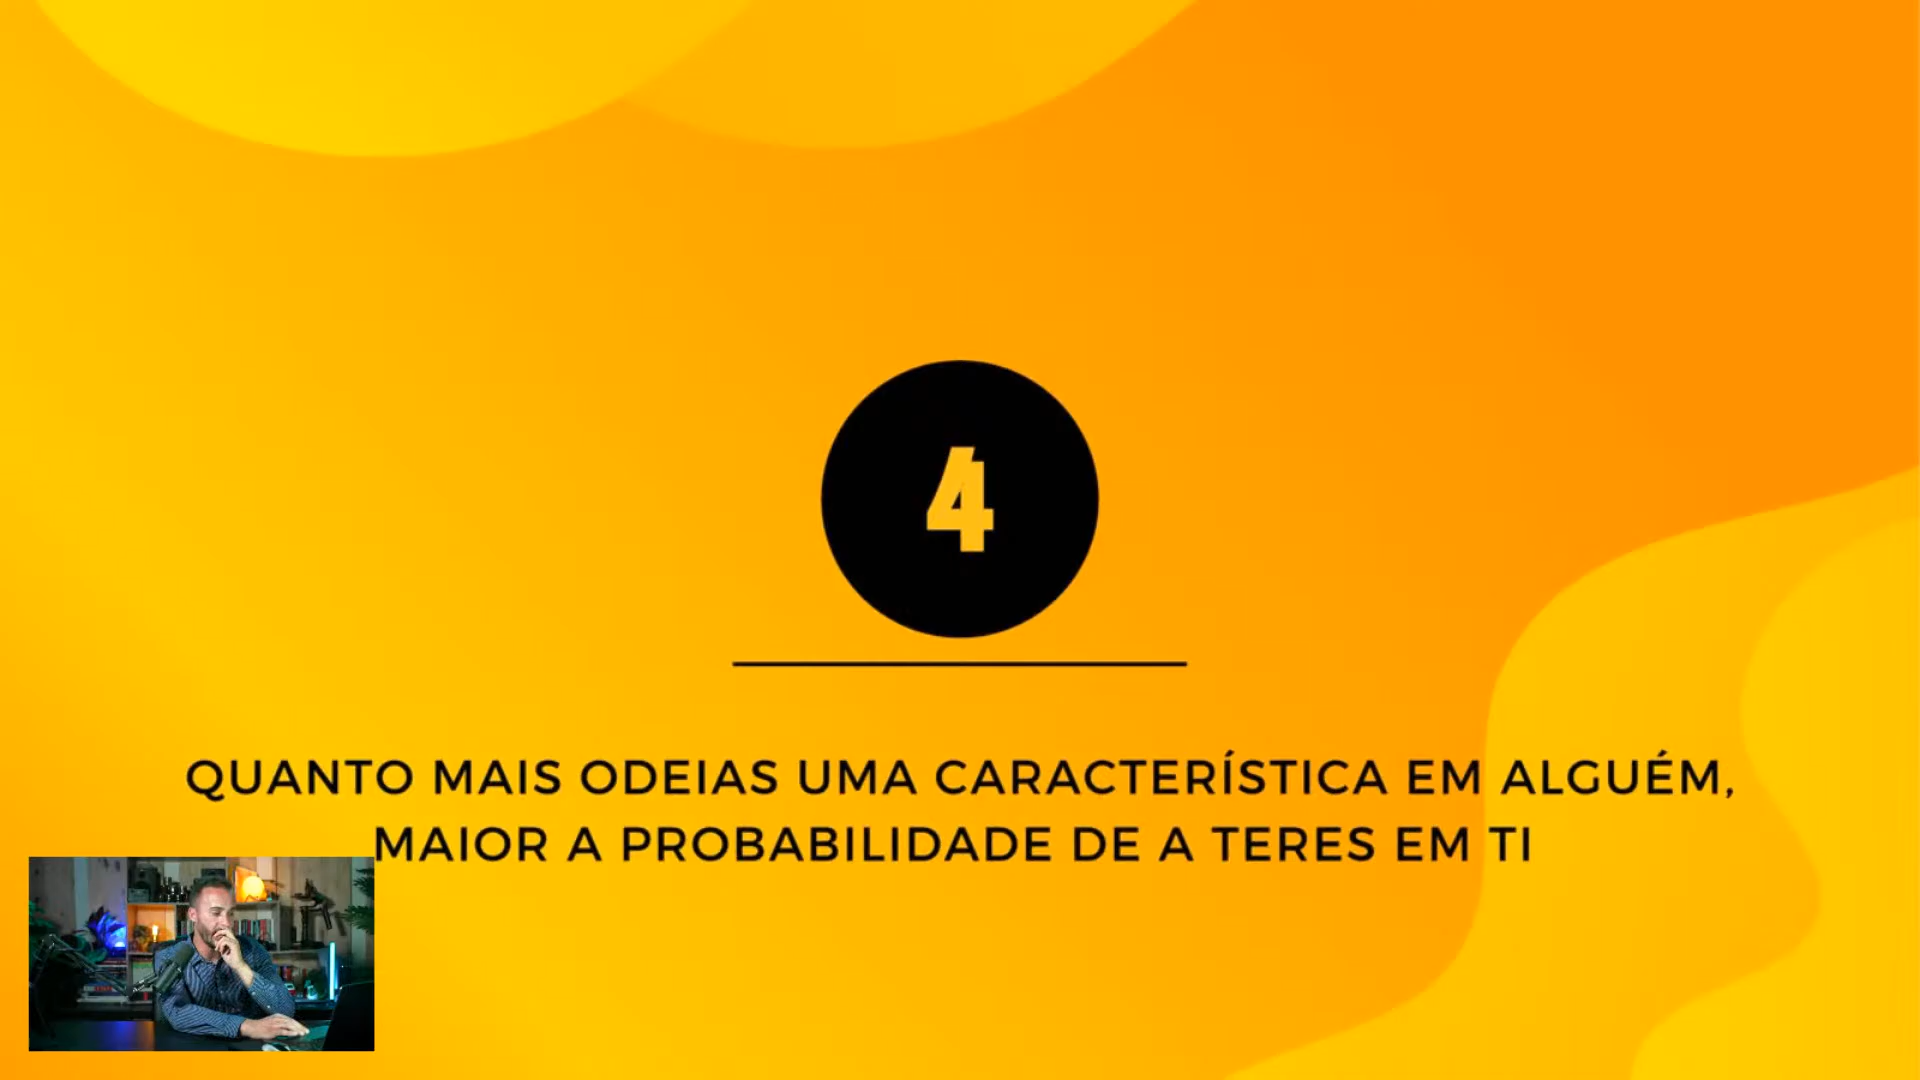 4
QUANTO MAIS ODEIAS UMA CARACTERÍSTICA EM ALGUÉM,
MAIOR A PROBABILIDADE DE A TERES EM TI